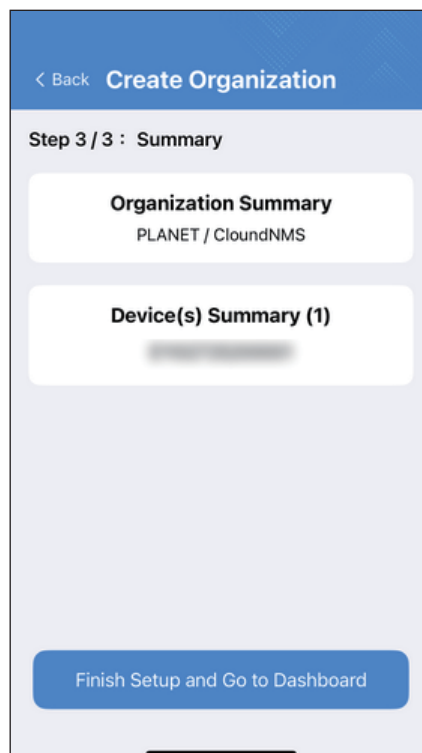 < Back Create Organization
Step 3 / 3 : Summary
Organization Summary
PLANET / CloundNMS
Device(s) Summary (1)
Finish Setup and Go to Dashboard